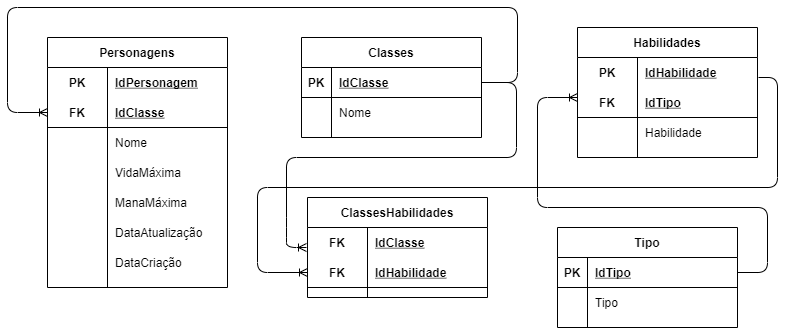 Personagens
PK IdPersonagem
FK IdClasse
Nome
VidaMáxima
ManaMáxima
DataAtualização
DataCriação
Classes
PK IdClasse
Nome
Habilidades
PK IdHabilidade
FK IdTipo
Habilidade
ClassesHabilidades
FK IdClasse
FK IdHabilidade
Tipo
PK IdTipo
Tipo